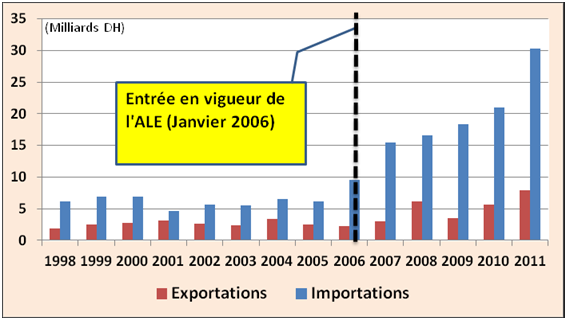 35
(Milliards DH)
30
25
20
15
10
5
0
Entrée en vigueur de
l'ALE (Janvier 2006)
1998 1999 2000 2001 2002 2003 2004 2005 2006 2007 2008 2009 2010 2011
Exportations Importations